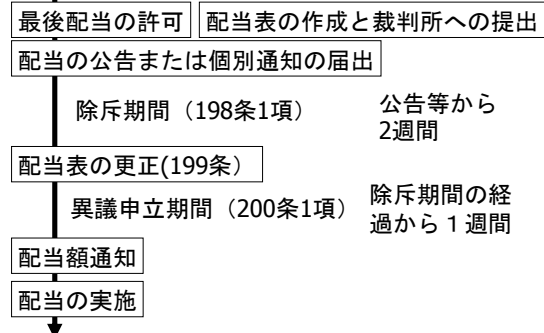 最後配当の許可
配当表の作成と裁判所への提出
配当の公告または個別通知の届出
除斥期間（198条1項）
公告等から
2週間
配当表の更正(199条）
異議申立期間（200条1項）
除斥期間の経
過から１週間
配当額通知
配当の実施